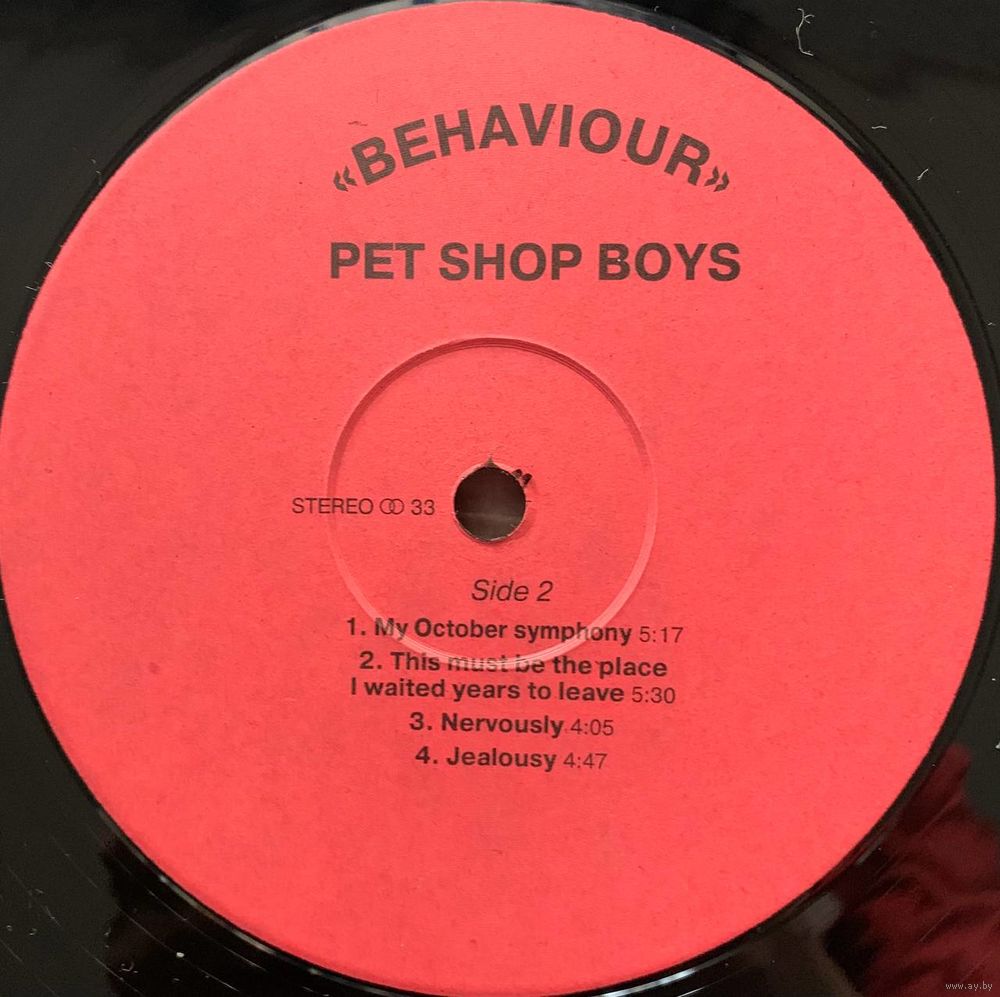 «BEHAVIOUR»
PET SHOP BOYS
STEREO 33
Side 2
1. My October symphony 5:17
2. This must be the place
I waited years to leave 5:30
3. Nervously 4:05
4. Jealousy 4:47
www.ay.by